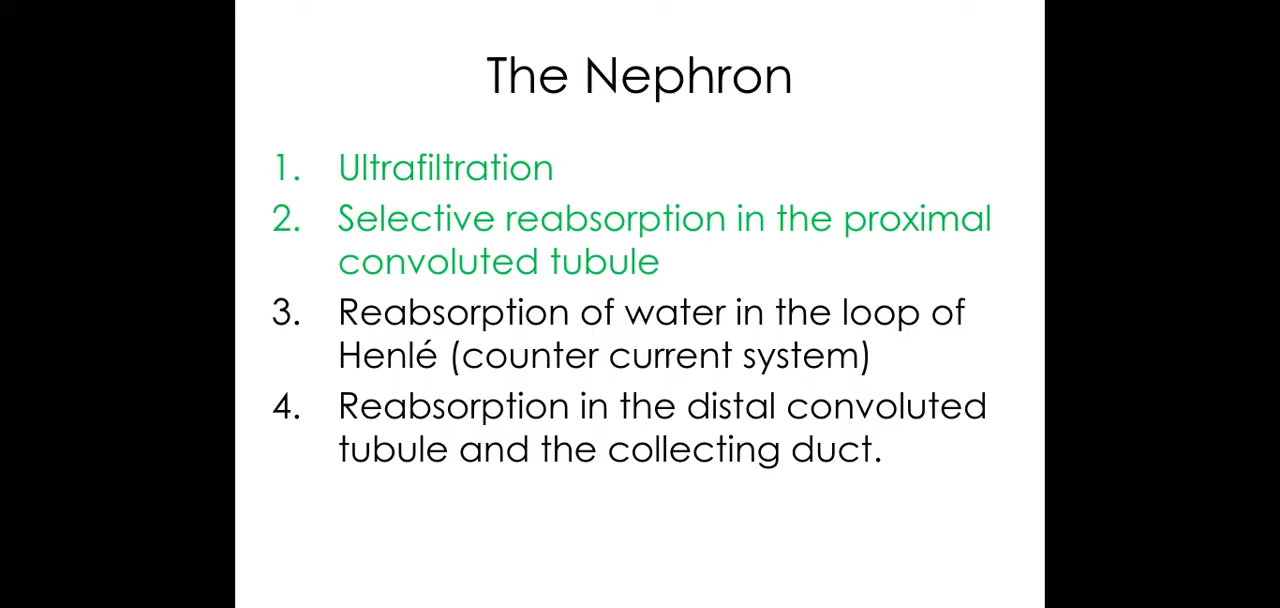 The Nephron
1. Ultrafiltration
2. Selective reabsorption in the proximal
convoluted tubule
3. Reabsorption of water in the loop of
Henlé (counter current system)
4. Reabsorption in the distal convoluted
tubule and the collecting duct.